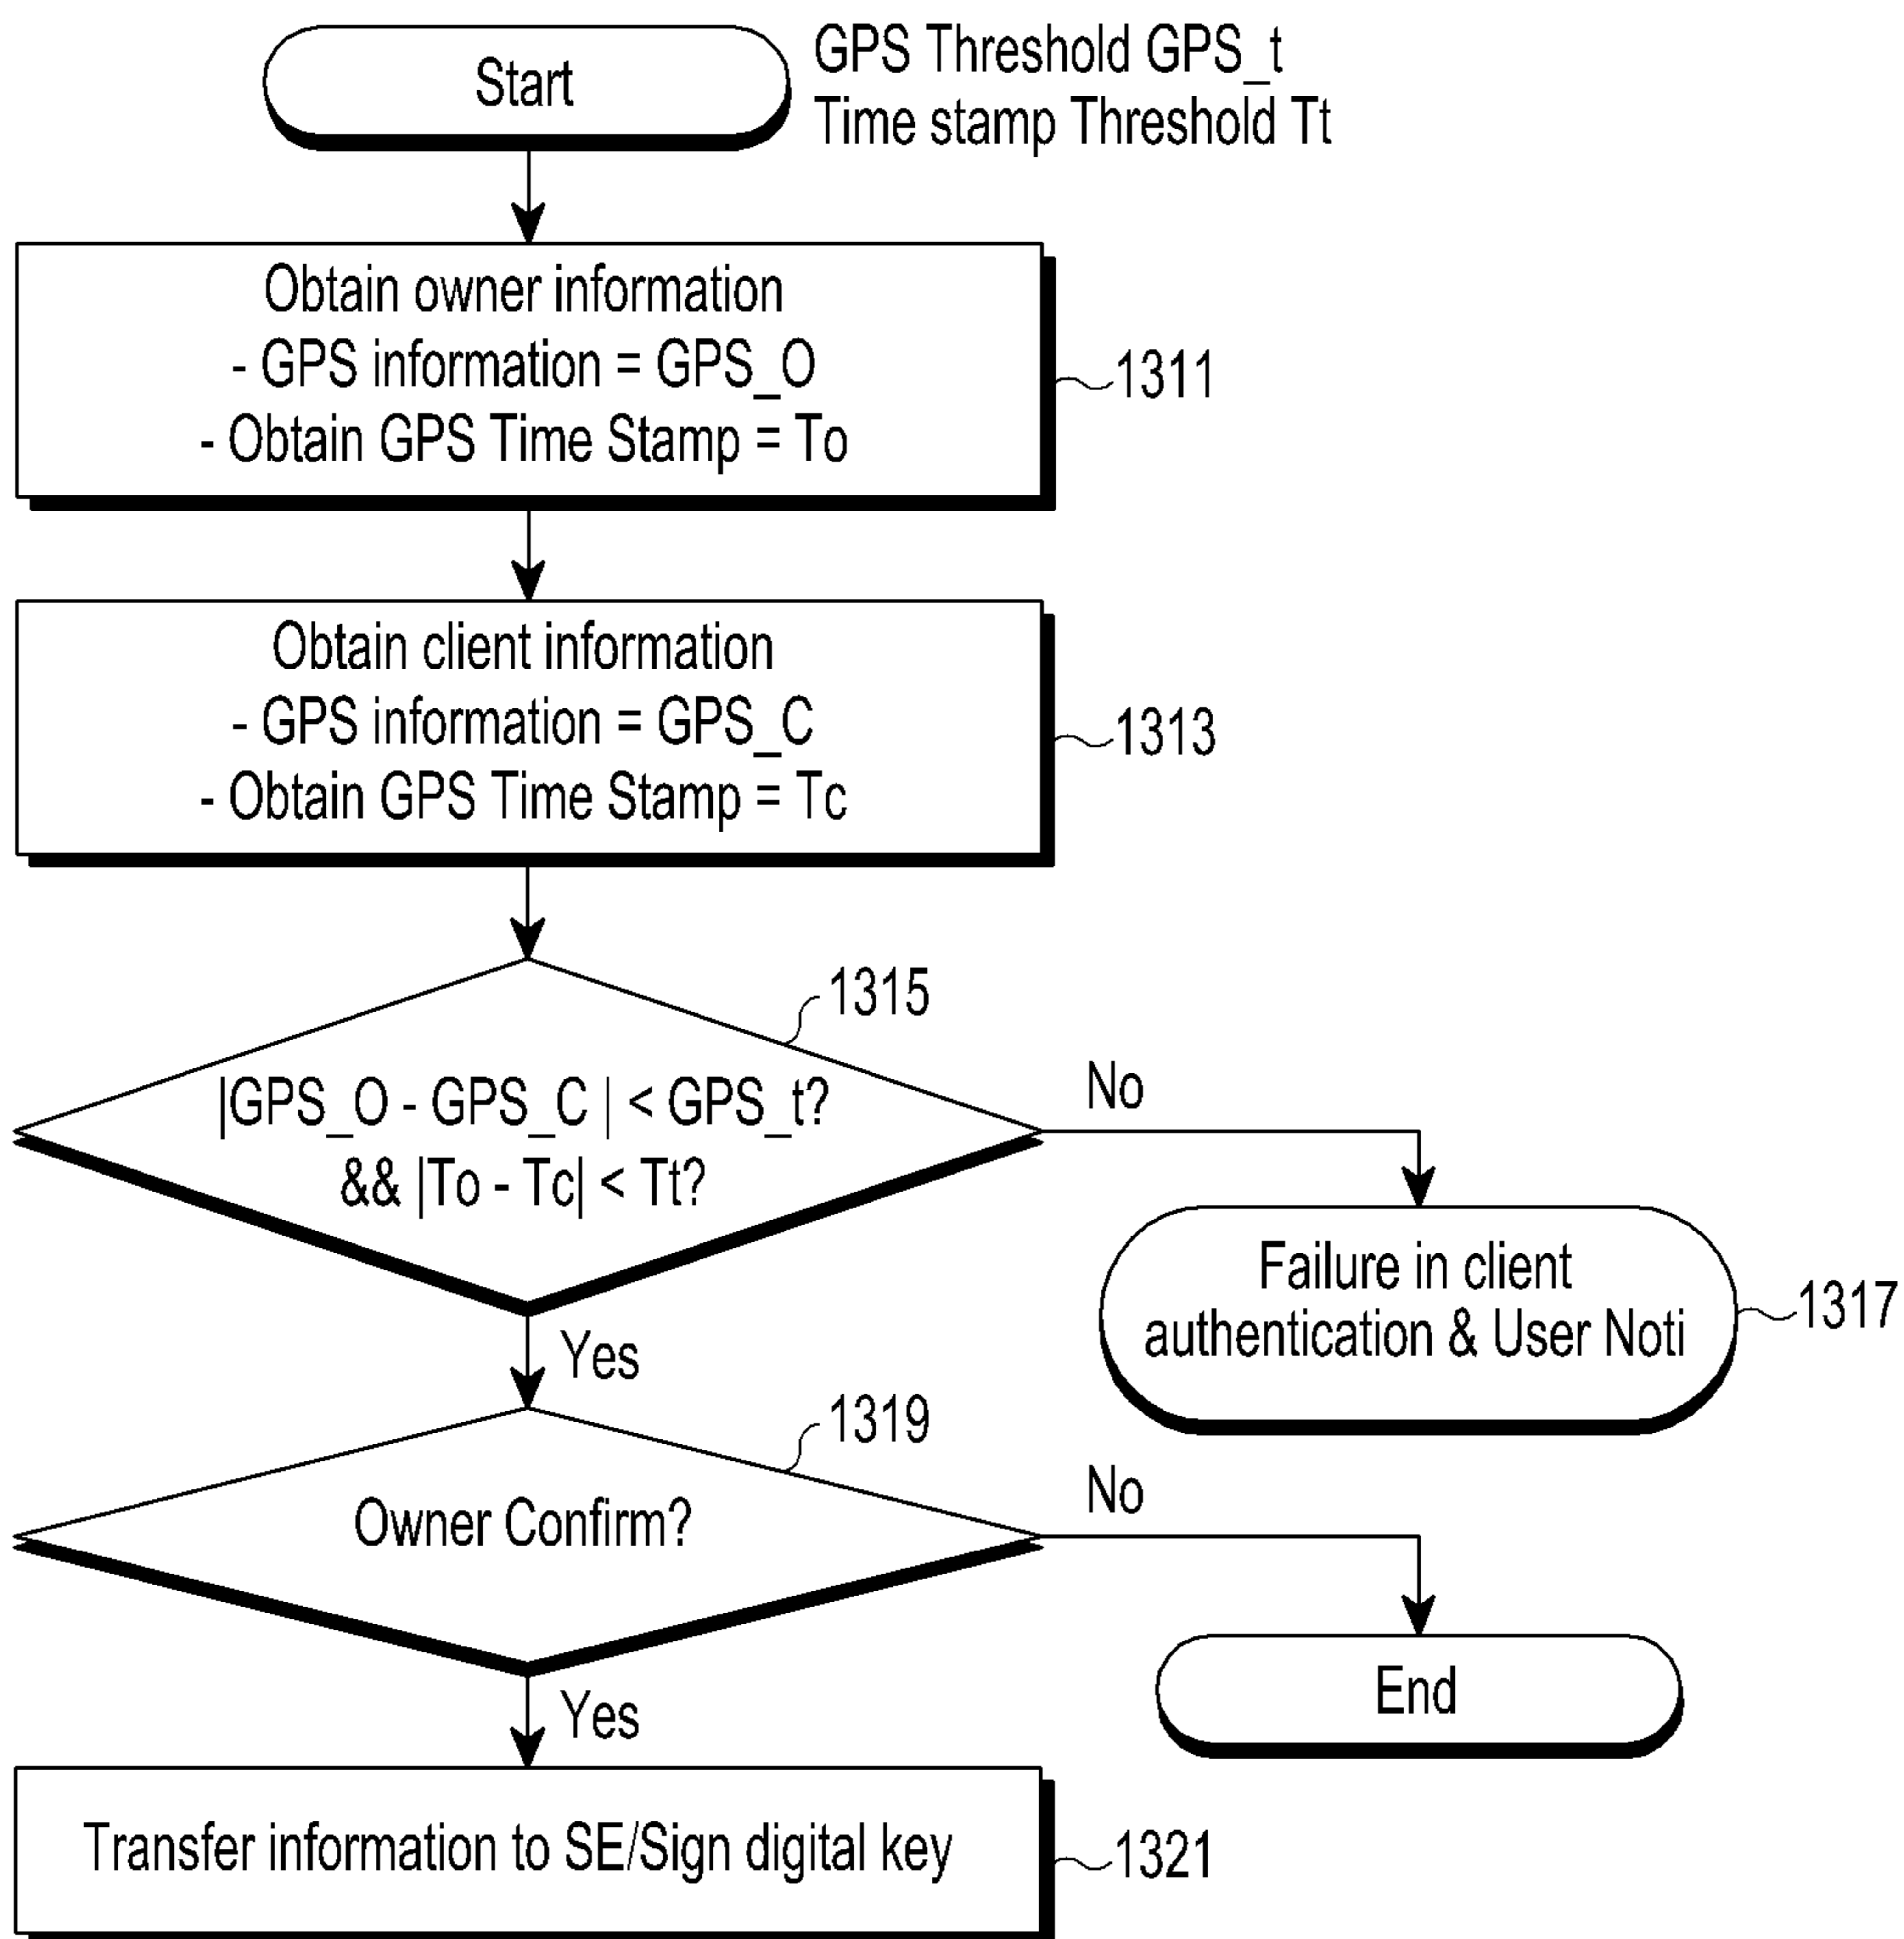 Start
GPS Threshold GPS_t
Time stamp Threshold Tt
Obtain owner information
- GPS information = GPS_O
- Obtain GPS Time Stamp = To
1311
Obtain client information
- GPS information = GPS_C
- Obtain GPS Time Stamp = Tc
1313
1315
|GPS_O - GPS_C | < GPS_t?
&& |To - Tc| < Tt?
No
Failure in client
authentication & User Noti
1317
Yes
1319
Owner Confirm?
No
End
Yes
Transfer information to SE/Sign digital key
1321